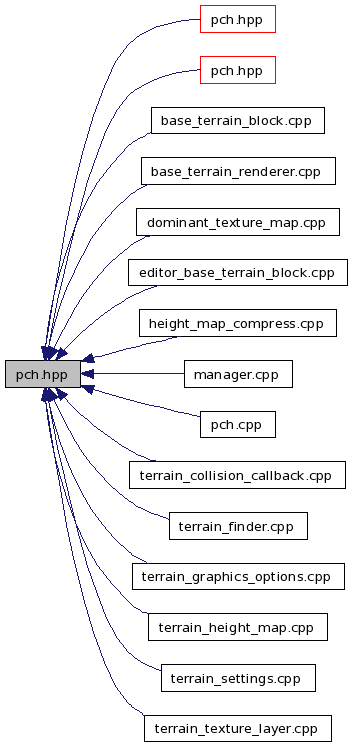 pch.hpp
pch.hpp
base_terrain_block.cpp
base_terrain_renderer.cpp
dominant_texture_map.cpp
editor_base_terrain_block.cpp
height_map_compress.cpp
pch.hpp
manager.cpp
pch.cpp
terrain_collision_callback.cpp
terrain_finder.cpp
terrain_graphics_options.cpp
terrain_height_map.cpp
terrain_settings.cpp
terrain_texture_layer.cpp